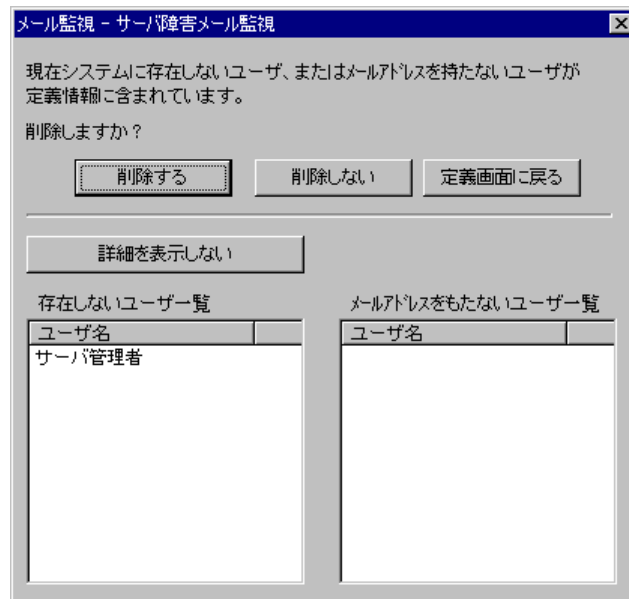 メール監視 - サーバ障害メール監視
現在システムに存在しないユーザ、またはメールアドレスを持たないユーザが
定義情報に含まれています。
削除しますか?
削除する 削除しない 定義画面に戻る
詳細を表示しない
存在しないユーザ一覧 メールアドレスをもたないユーザ一覧
ユーザ名 ユーザ名
サーバ管理者